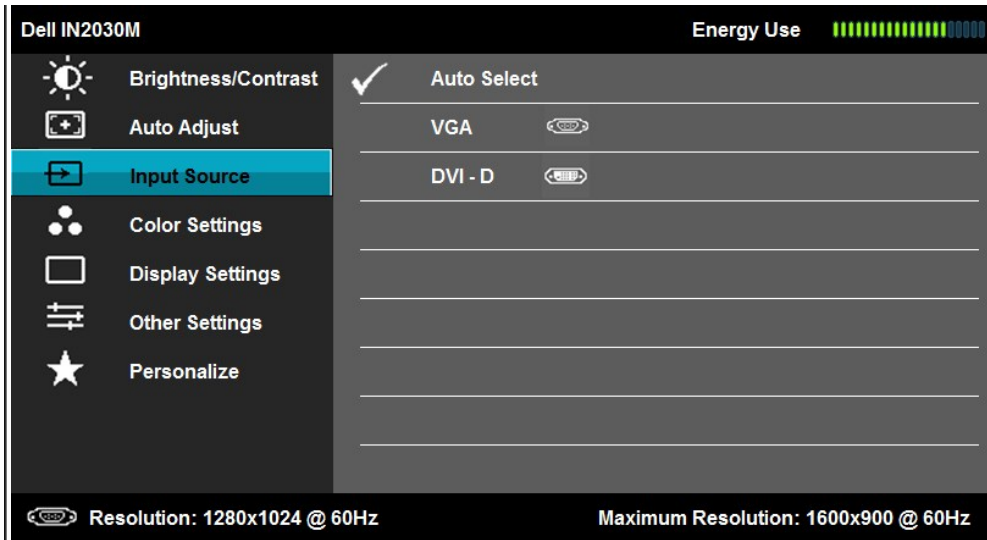 Dell IN2030M Energy Use
Brightness/Contrast Auto Select
Auto Adjust VGA
Input Source DVI - D
Color Settings
Display Settings
Other Settings
Personalize
Resolution: 1280x1024 @ 60Hz Maximum Resolution: 1600x900 @ 60Hz